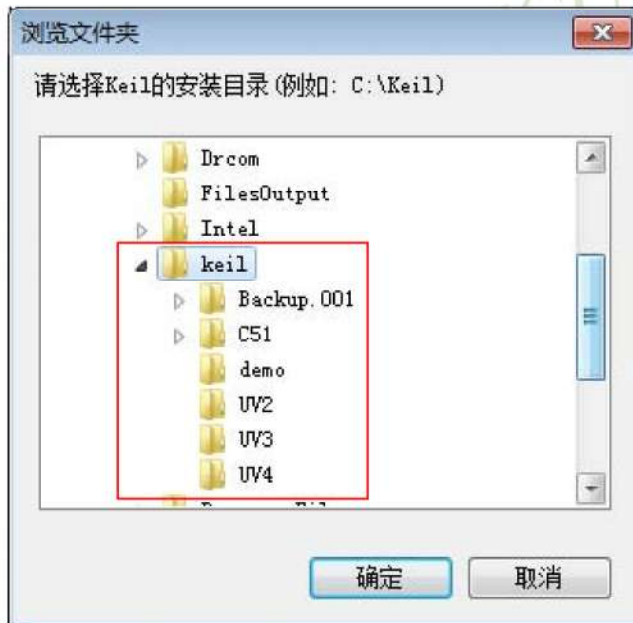 浏览文件夹
请选择Keil的安装目录(例如: C:\Keil)
Drcom
FilesOutput
Intel
keil
Backup.001
C51
demo
UV2
UV3
UV4
确定
取消